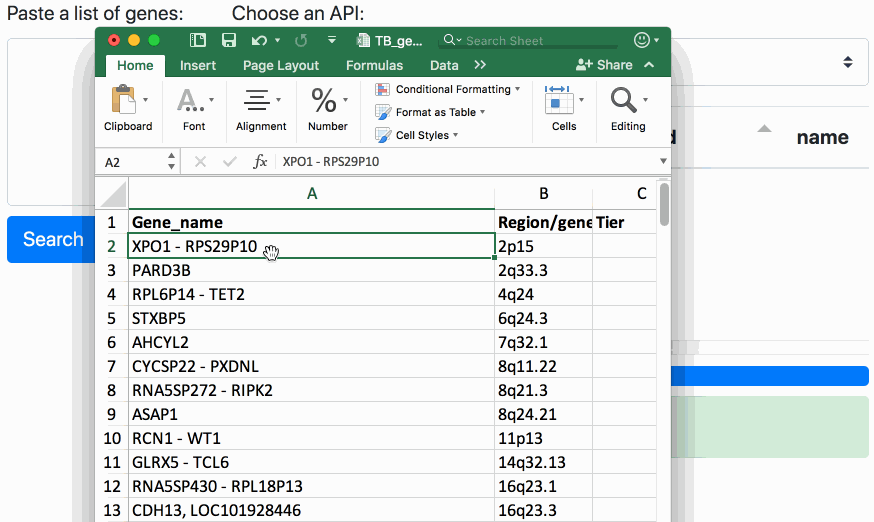 Paste a list of genes: Choose an API:
TB_ge...
Search Sheet
Home Insert Page Layout Formulas Data >> Share
Clipboard Font Alignment Number
Conditional Formatting
Format as Table
Cell Styles
Cells Editing
name
A2 fx XPO1 - RPS29P10
A B C
1 Gene_name Region/gene Tier
2 XPO1 - RPS29P10 2p15
3 PARD3B 2q33.3
4 RPL6P14 - TET2 4q24
5 STXBP5 6q24.3
6 AHCYL2 7q32.1
7 CYCSP22 - PXDNL 8q11.22
8 RNA5SP272 - RIPK2 8q21.3
9 ASAP1 8q24.21
10 RCN1 - WT1 11p13
11 GLRX5 - TCL6 14q32.13
12 RNA5SP430 - RPL18P13 16q23.1
13 CDH13, LOC101928446 16q23.3
Search